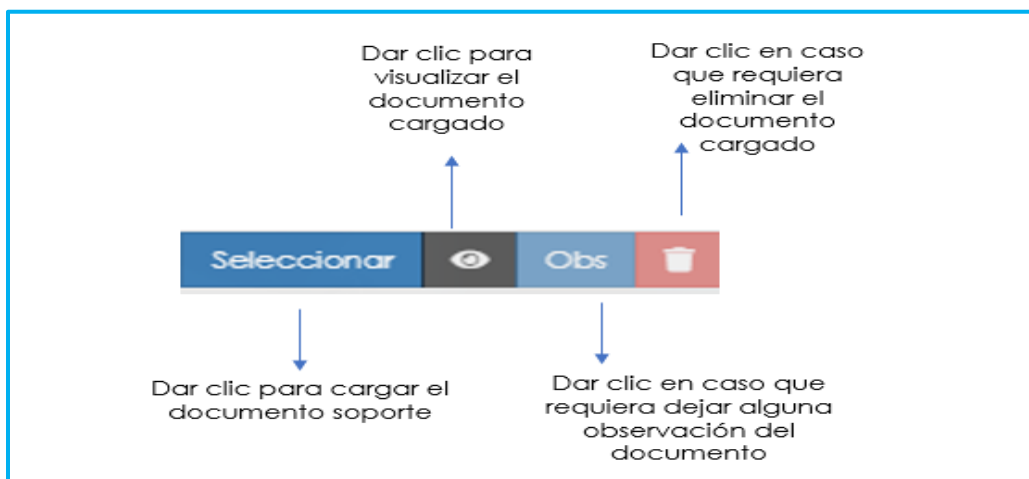 Dar clic para
visualizar el
documento
cargado
Dar clic en caso
que requiera
eliminar el
documento
cargado
Seleccionar
Obs
Dar clic para cargar el
documento soporte
Dar clic en caso que
requiera dejar alguna
observación del
documento